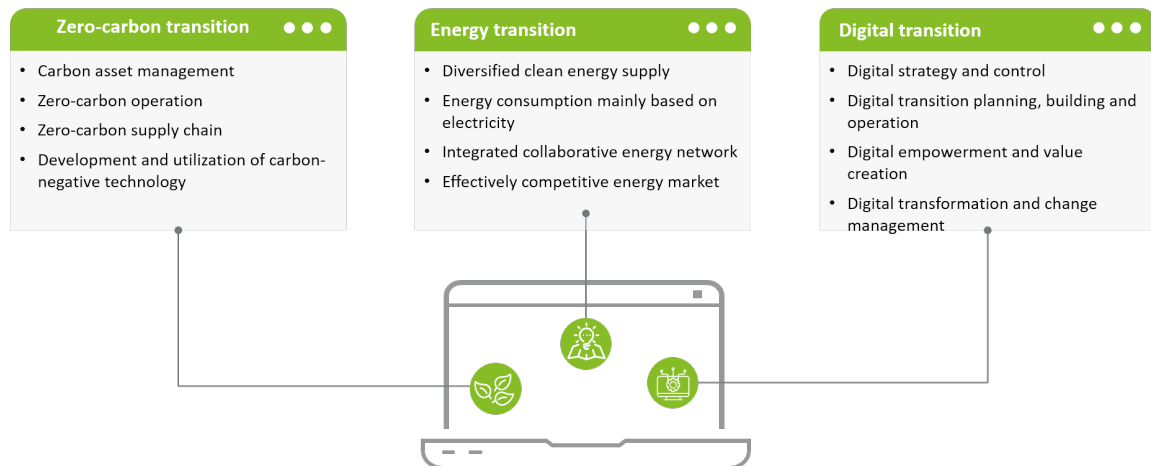 Zero-carbon transition
• Carbon asset management
• Zero-carbon operation
• Zero-carbon supply chain
• Development and utilization of carbon-
negative technology
Energy transition
• Diversified clean energy supply
• Energy consumption mainly based on
electricity
• Integrated collaborative energy network
• Effectively competitive energy market
Digital transition
• Digital strategy and control
• Digital transition planning, building and
operation
• Digital empowerment and value
creation
• Digital transformation and change
management